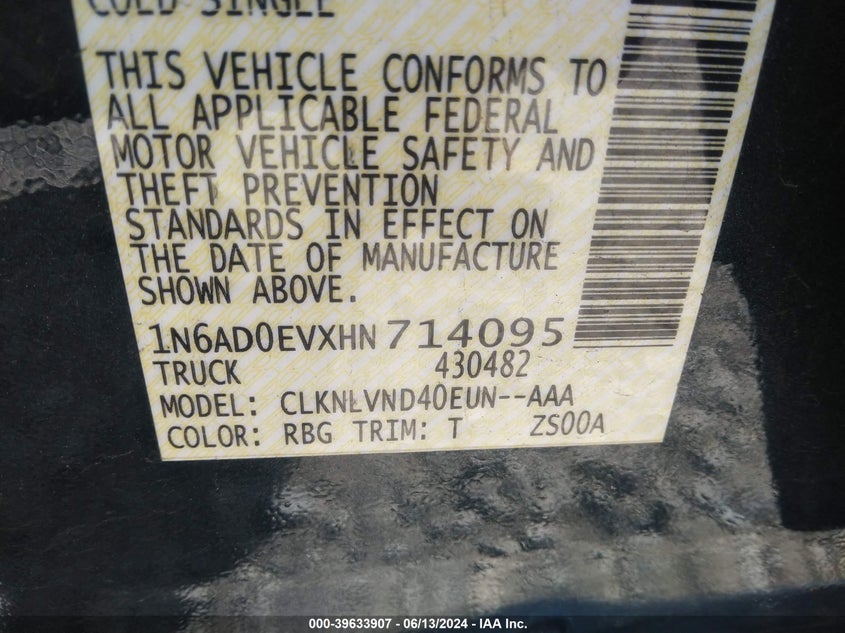 COLD SINGLE
THIS VEHICLE CONFORMS TO
ALL APPLICABLE FEDERAL
MOTOR VEHICLE SAFETY AND
THEFT PREVENTION
STANDARDS IN EFFECT ON
THE DATE OF MANUFACTURE
SHOWN ABOVE.
1N6AD0EVXHN714095
TRUCK 430482
MODEL: CLKNLVND40EUN--AAA
COLOR: RBG TRIM: T ZS00A
000-39633907 - 06/13/2024 - IAA Inc.